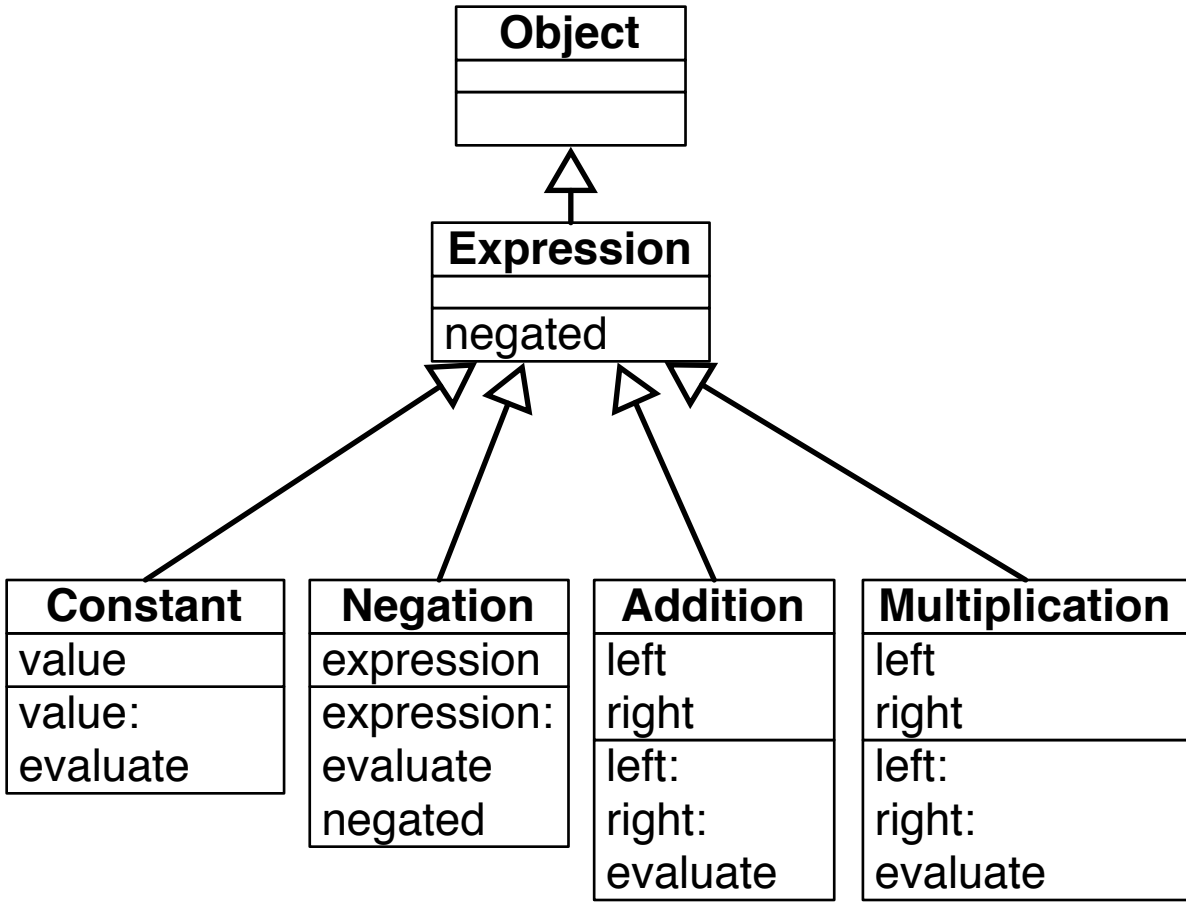 Object
Expression
negated
Constant
value
value:
evaluate
Negation
expression
expression:
evaluate
negated
Addition
left
right
left:
right:
evaluate
Multiplication
left
right
left:
right:
evaluate